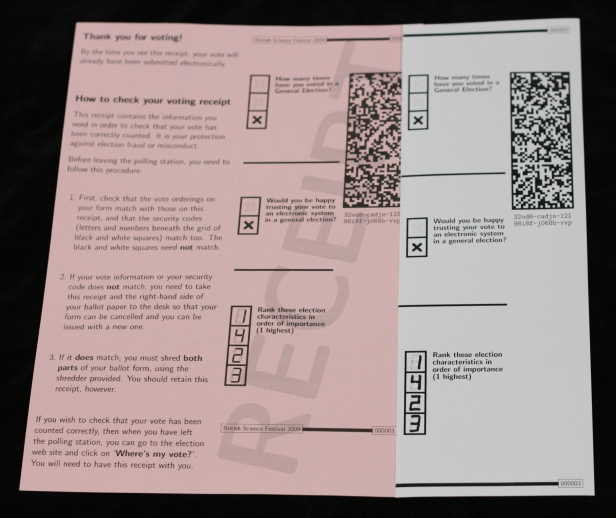 Thank you for voting!
By the time you see this receipt, your vote will
already have been submitted electronically.
How to check your voting receipt
This receipt contains the information you
need in order to check that your vote has
been correctly counted. It is your protection
against election fraud or misconduct.
Before leaving the polling station, you need to
follow this procedure:
1. First, check that the vote orderings on
your form match with those on this
receipt, and that the security codes
(letters and numbers beneath the grid of
black and white squares) match too. The
black and white squares need not match.
2. If your vote information or your security
code does not match, you need to take
this receipt and the right-hand side of
your ballot paper to the desk so that your
form can be cancelled and you can be
issued with a new one.
3. If it does match, you must shred both
parts of your ballot form, using the
shredder provided. You should retain this
receipt, however.
If you wish to check that your vote has been
counted correctly, then when you have left
the polling station, you can go to the election
web site and click on 'Where's my vote?'.
You will need to have this receipt with you.
RECEIPT
British Science Festival 2009
How many times
have you voted in a
General Election?
X
Would you be happy
trusting your vote to
an electronic system
in a general election?
X
Rank these election
characteristics in
order of importance
(1 highest)
1
4
2
3
British Science Festival 2009
000003
How many times
have you voted in a
General Election?
X
Would you be happy
trusting your vote to
an electronic system
in a general election?
X
Rank these election
characteristics in
order of importance
(1 highest)
1
4
2
3
000003